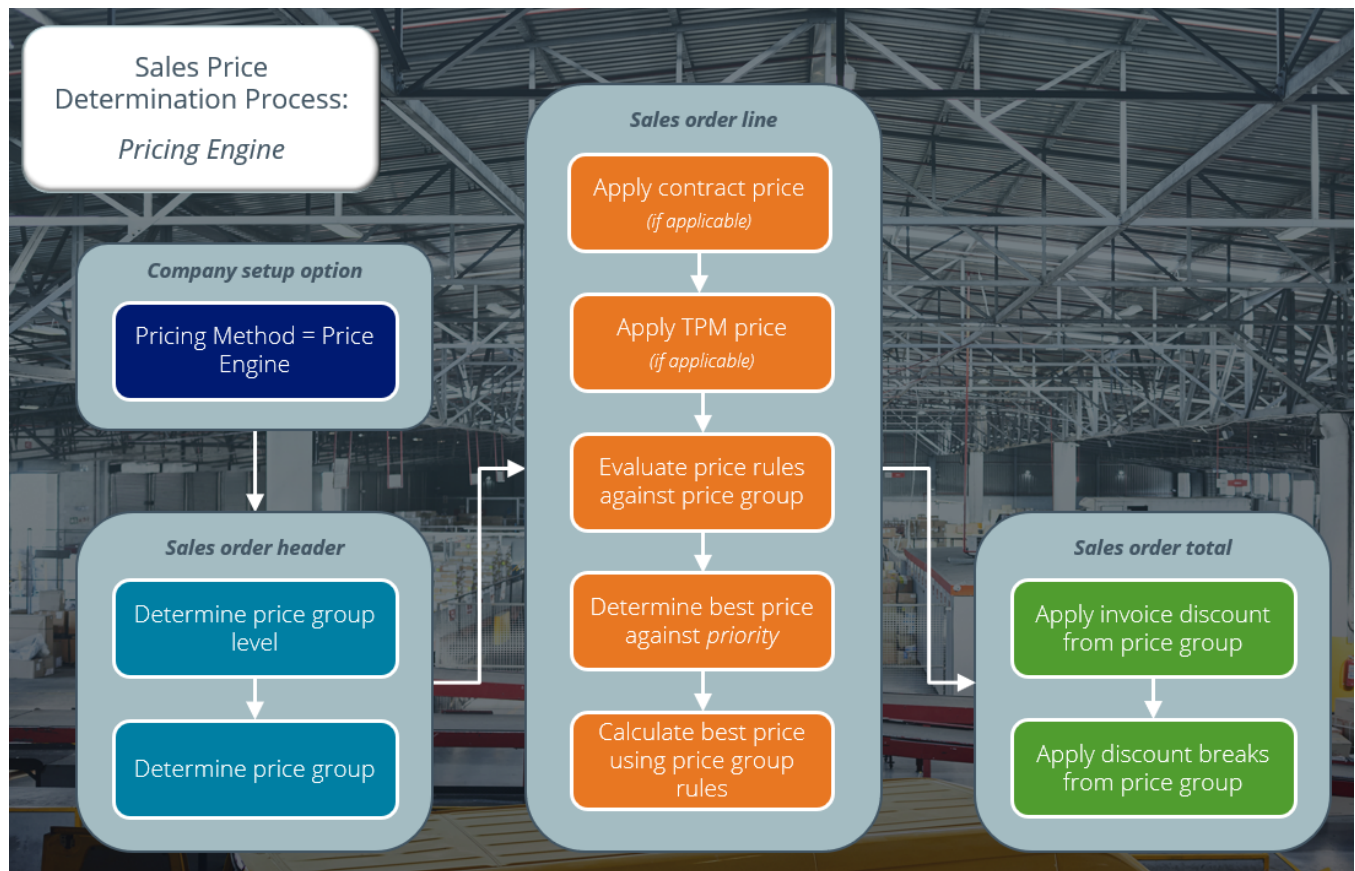 Sales Price
Determination Process:
Pricing Engine
Company setup option
Pricing Method = Price
Engine
Sales order header
Determine price group
level
Determine price group
Sales order line
Apply contract price
(if applicable)
Apply TPM price
(if applicable)
Evaluate price rules
against price group
Determine best price
against priority
Calculate best price
using price group
rules
Sales order total
Apply invoice discount
from price group
Apply discount breaks
from price group